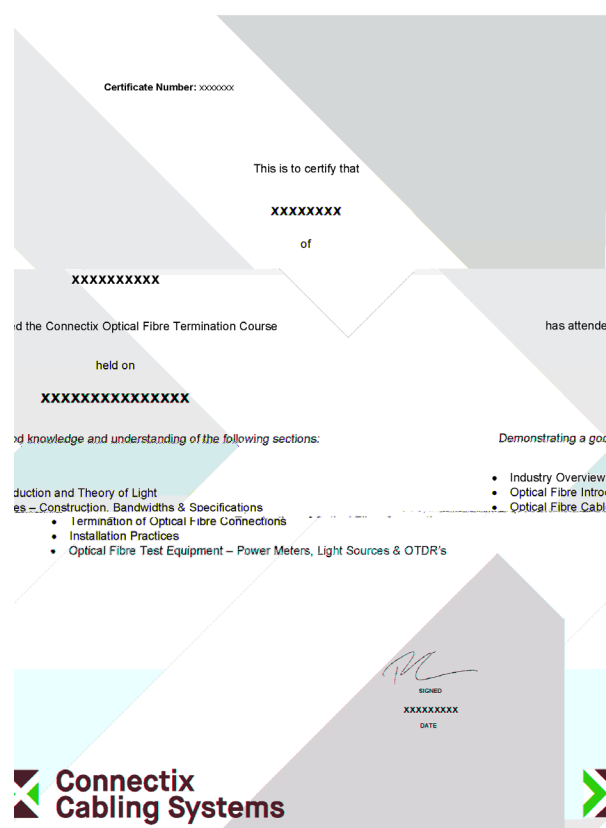 Certificate Number: xxxxxxx
This is to certify that
XXXXXXXX
of
XXXXXXXXXX
ed the Connectix Optical Fibre Termination Course
has attende
held on
XXXXXXXXXXXXXXX
od knowledge and understanding of the following sections:
Demonstrating a goo
• Industry Overview
duction and Theory of Light
• Optical Fibre Introd
es – Construction, Bandwidths & Specifications
• Optical Fibre Cabl
• Termination of Optical Fibre Connections
• Installation Practices
• Optical Fibre Test Equipment – Power Meters, Light Sources & OTDR's
SIGNED
XXXXXXXXX
DATE
Connectix
Cabling Systems